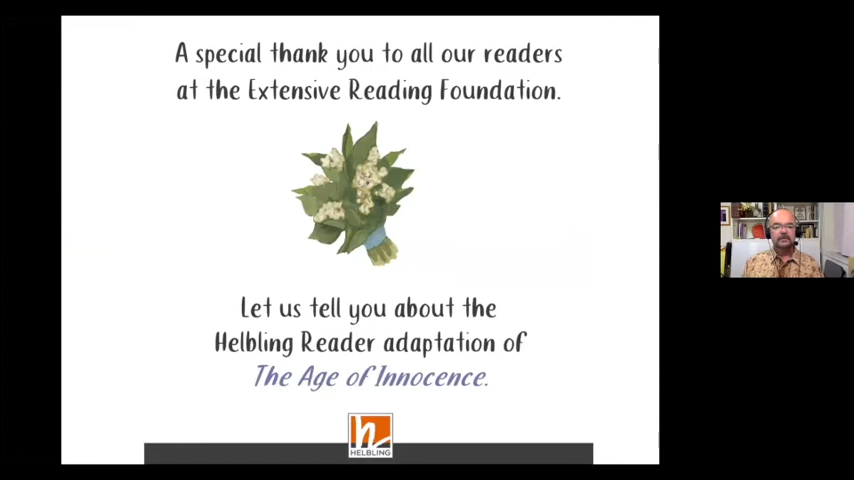 A special thank you to all our readers
at the Extensive Reading Foundation.
Let us tell you about the
Helbling Reader adaptation of
The Age of Innocence.
h
HELBLING